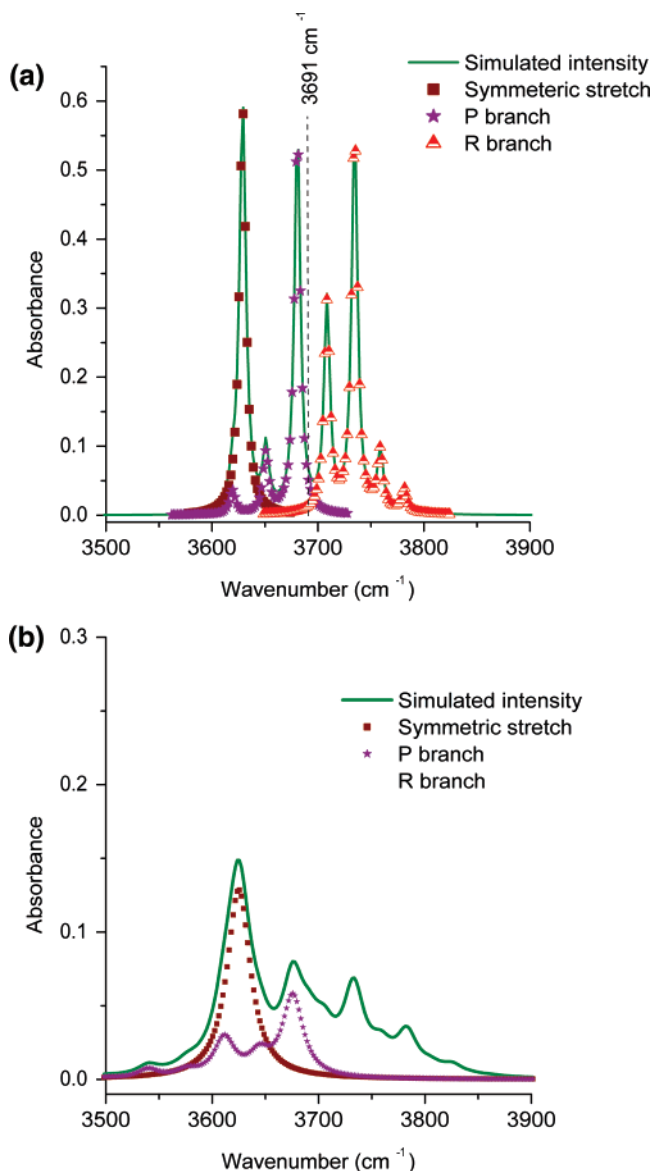 (a)
3691 cm⁻¹
Simulated intensity
Symmeteric stretch
P branch
R branch
0.6
0.5
0.4
0.3
0.2
0.1
0.0
Absorbance
3500 3600 3700 3800 3900
Wavenumber (cm ⁻¹)
(b)
Simulated intensity
Symmetric stretch
P branch
R branch
0.3
0.2
0.1
0.0
Absorbance
3500 3600 3700 3800 3900
Wavenumber (cm ⁻¹)